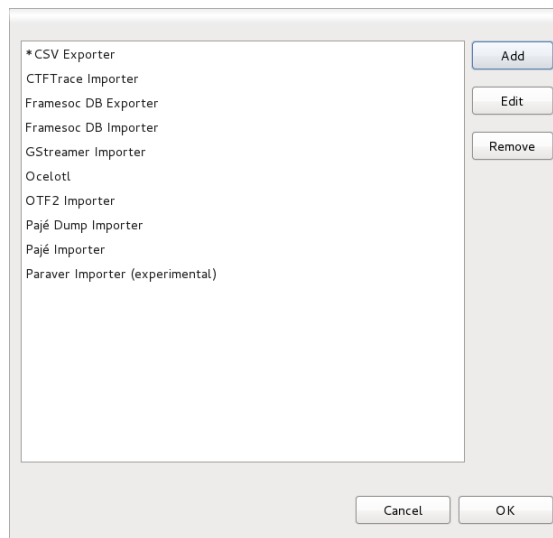 *CSV Exporter
CTFTrace Importer
Framesoc DB Exporter
Framesoc DB Importer
GStreamer Importer
Ocelotl
OTF2 Importer
Pajé Dump Importer
Pajé Importer
Paraver Importer (experimental)
Add
Edit
Remove
Cancel
OK